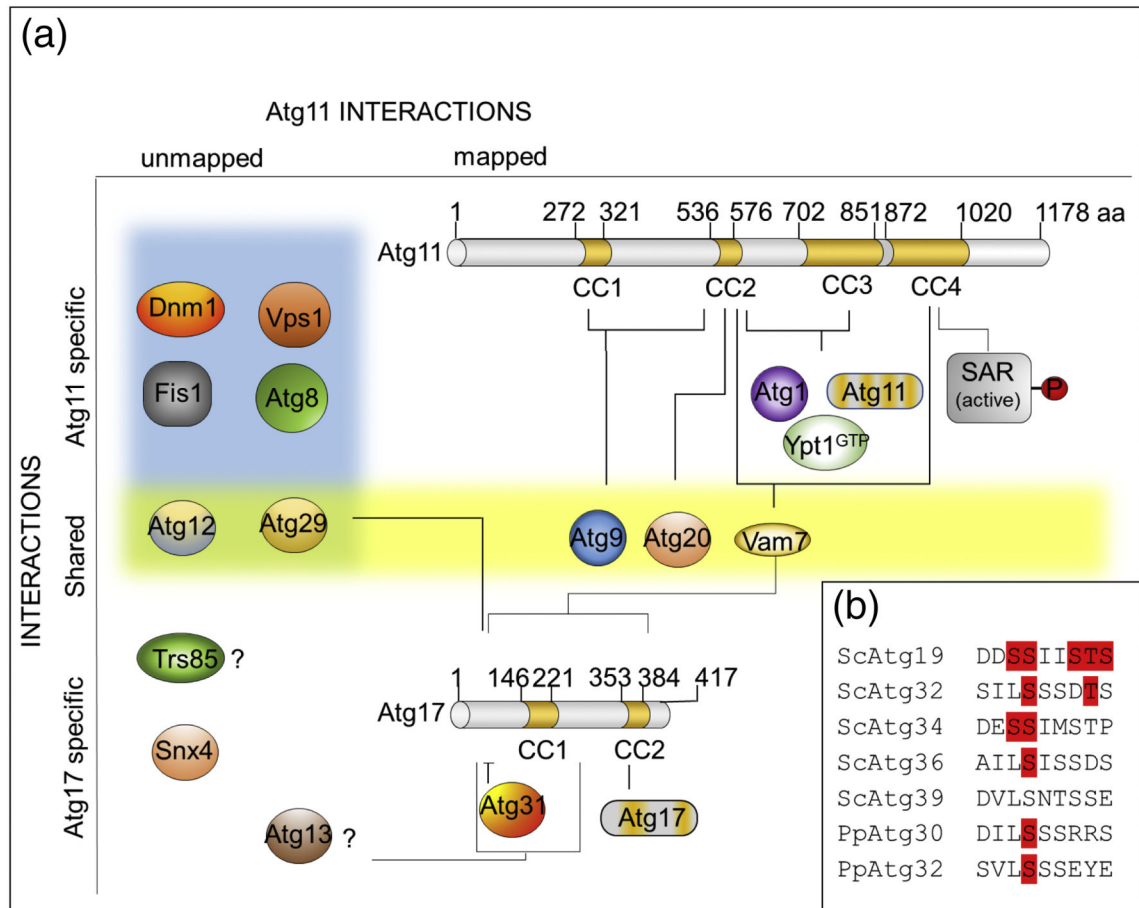 (a)
Atg11 INTERACTIONS
unmapped
mapped
1 272 321 536 576 702 851 872 1020 1178 aa
Atg11
CC1 CC2 CC3 CC4
INTERACTIONS
Atg11 specific
Dnm1 Vps1
Fis1 Atg8
Atg1 Atg11
Ypt1GTP
SAR
(active)
P
Shared
Atg12 Atg29 Atg9 Atg20 Vam7
Atg17 specific
Trs85 ?
Snx4
Atg13 ?
1 146 221 353 384 417
Atg17
CC1 CC2
Atg31 Atg17
(b)
ScAtg19 DDSSIISTS
ScAtg32 SILSSSDTS
ScAtg34 DESSIMSTP
ScAtg36 AILSISSDS
ScAtg39 DVLSNTSSE
PpAtg30 DILSSSRRS
PpAtg32 SVLSSSEYE